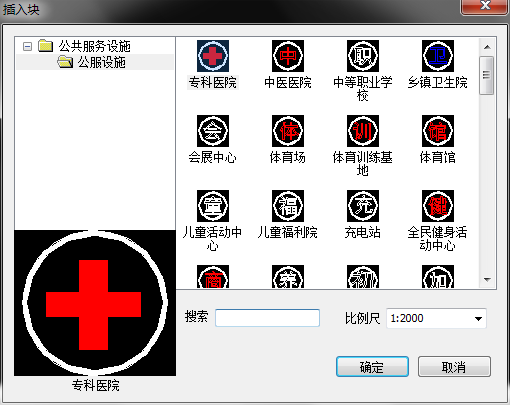 插入块
公共服务设施
公服设施
中
职
专科医院
中医医院
中等职业学
校
乡镇卫生院
会
体
训
馆
会展中心
体育场
体育训练基
地
体育馆
童
福
充
健
儿童活动中
心
儿童福利院
充电站
全民健身活
动中心
商
养
初
加
专科医院
搜索
比例尺
1:2000
确定
取消